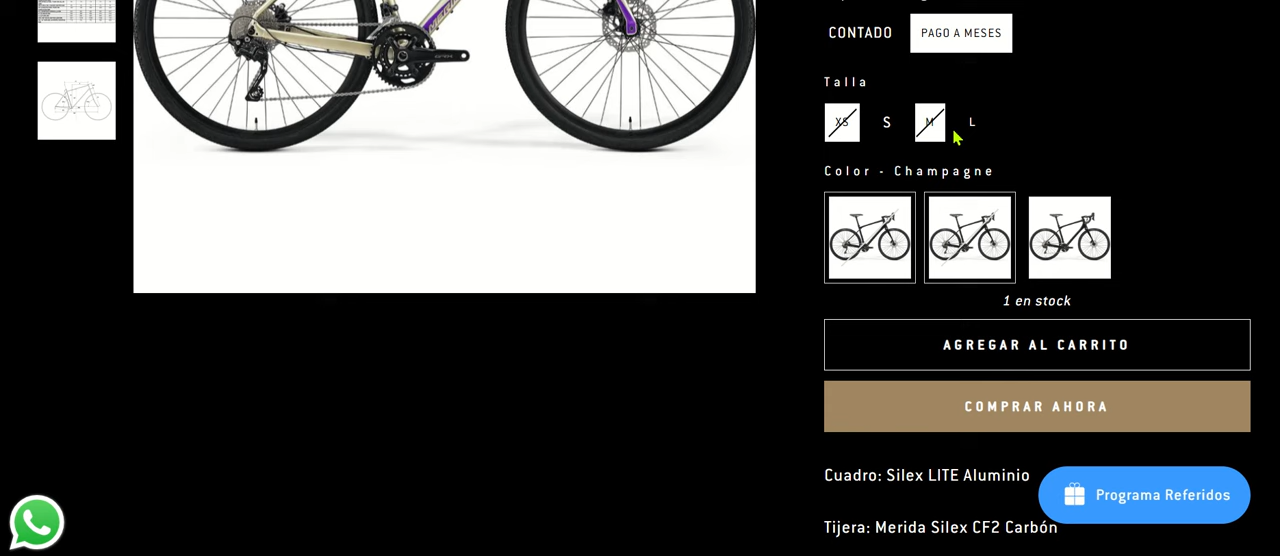 CONTADO
PAGO A MESES
Talla
XS S M L
Color - Champagne
1 en stock
AGREGAR AL CARRITO
COMPRAR AHORA
Cuadro: Silex LITE Aluminio
Programa Referidos
Tijera: Merida Silex CF2 Carbón